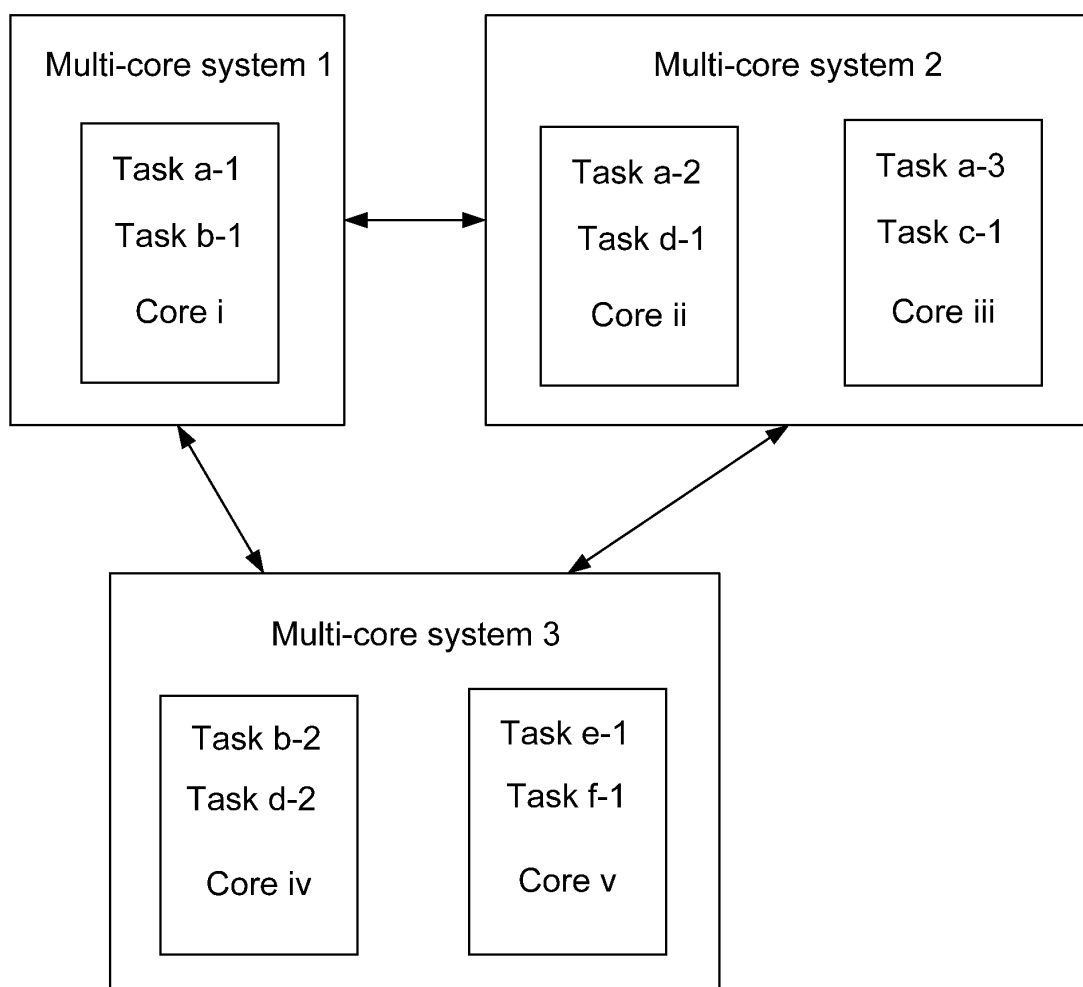 Multi-core system 1
Task a-1
Task b-1
Core i
Multi-core system 2
Task a-2
Task d-1
Core ii
Task a-3
Task c-1
Core iii
Multi-core system 3
Task b-2
Task d-2
Core iv
Task e-1
Task f-1
Core v